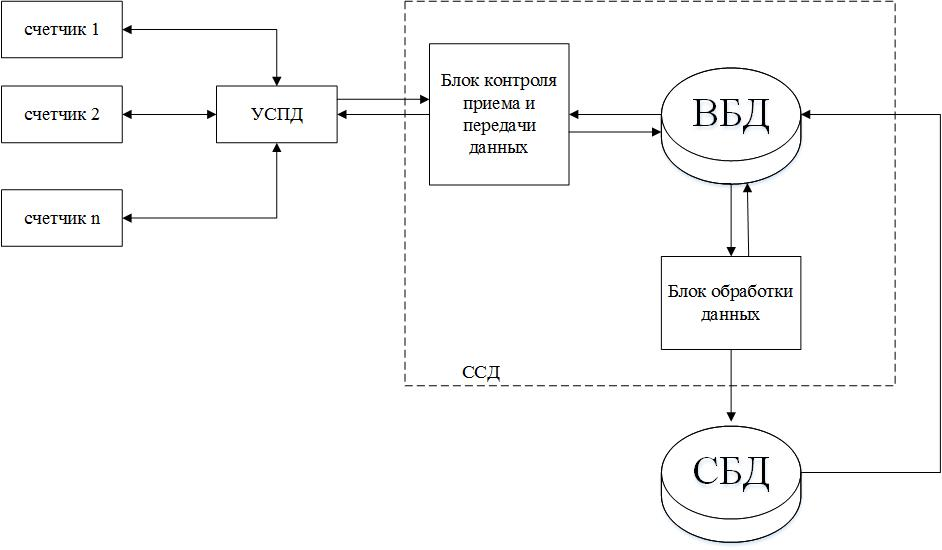 счетчик 1
счетчик 2
счетчик n
УСПД
Блок контроля
приема и
передачи
данных
ВБД
Блок обработки
данных
ССД
СБД